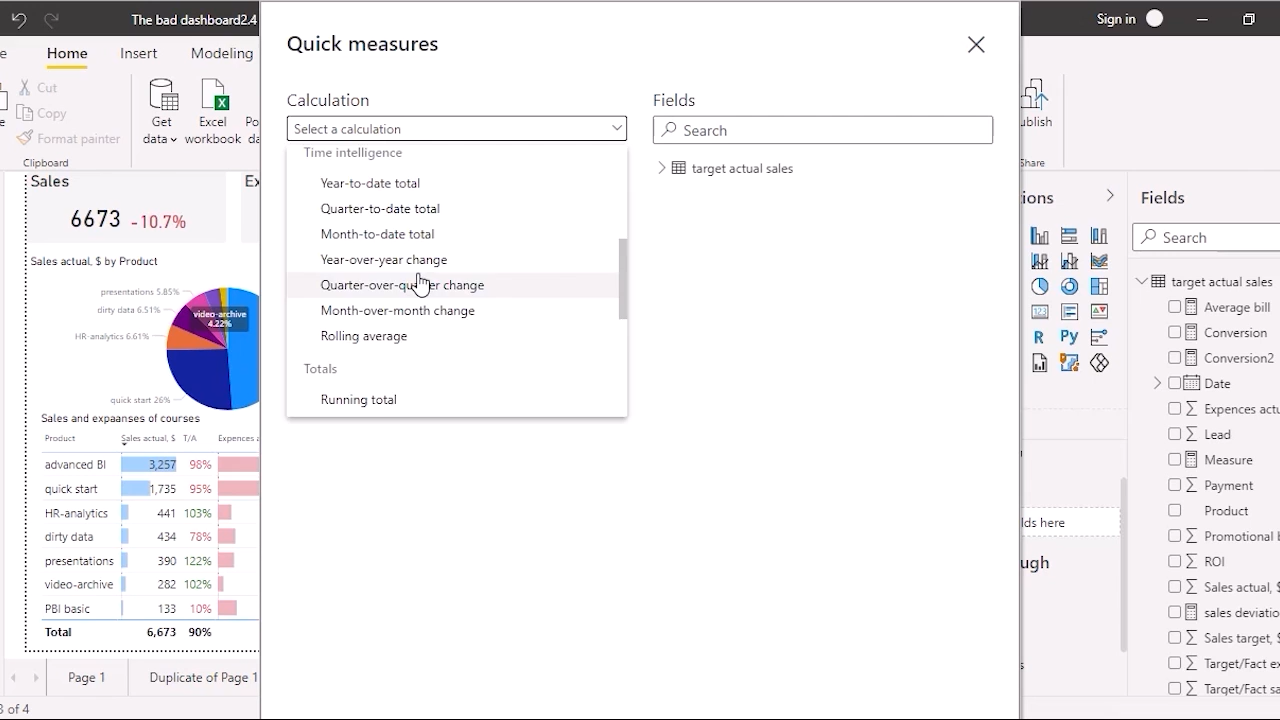 The bad dashboard2.4
Sign in
Home
Insert
Modeling
Cut
Copy
Format painter
Clipboard
Get
data
Excel
workbook
Quick measures
Calculation
Select a calculation
Time intelligence
Year-to-date total
Quarter-to-date total
Month-to-date total
Year-over-year change
Quarter-over-quarter change
Month-over-month change
Rolling average
Totals
Running total
Fields
Search
target actual sales
Sales
6673 -10.7%
Sales actual, $ by Product
presentations 5.85%
dirty data 6.51%
HR-analytics 6.61%
video-archive
4.22%
quick start 26%
Sales and expaanses of courses
Product Sales actual, $ T/A Expences a
advanced BI 3,257 98%
quick start 1,735 95%
HR-analytics 441 103%
dirty data 434 78%
presentations 390 122%
video-archive 282 102%
PBI basic 133 10%
Total 6,673 90%
Page 1
Duplicate of Page 1
3 of 4
ublish
Share
ions
R
Py
lds here
ugh
Fields
Search
target actual sales
Average bill
Conversion
Conversion2
Date
Expences actu
Lead
Measure
Payment
Product
Promotional b
ROI
Sales actual, $
sales deviatio
Sales target, $
Target/Fact ex
Target/Fact sa